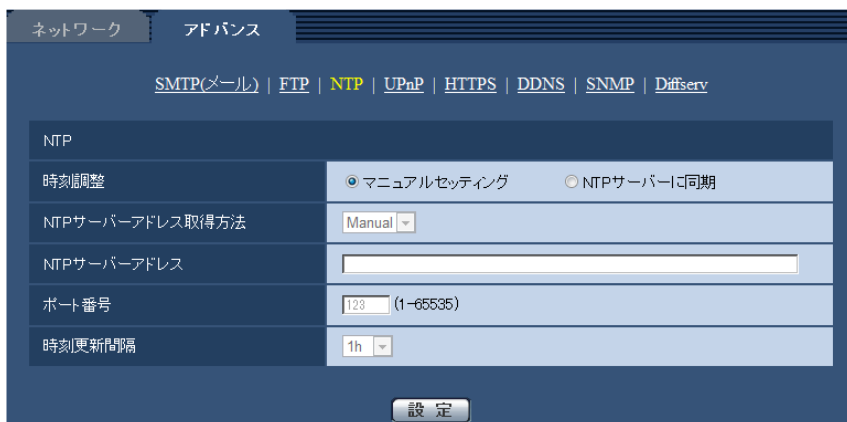 ネットワーク アドバンス
SMTP(メール) | FTP | NTP | UPnP | HTTPS | DDNS | SNMP | Diffserv
NTP
時刻調整 マニュアルセッティング NTPサーバーに同期
NTPサーバーアドレス取得方法 Manual
NTPサーバーアドレス
ポート番号 123 (1-65535)
時刻更新間隔 1h
設定